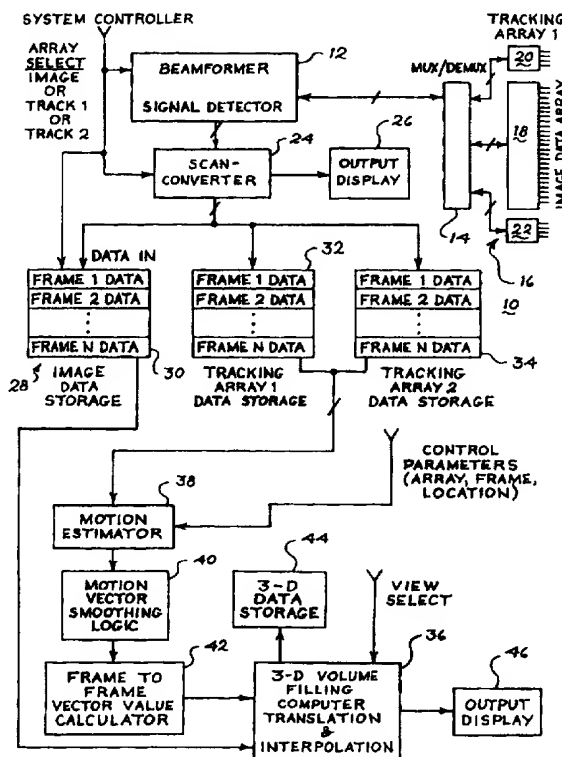 SYSTEM CONTROLLER
ARRAY
SELECT
IMAGE
OR
TRACK 1
OR
TRACK 2
12
BEAMFORMER
SIGNAL DETECTOR
MUX/DEMUX
14
TRACKING
ARRAY 1
20
18
IMAGE DATA ARRAY
22
16
10
24
SCAN-
CONVERTER
26
OUTPUT
DISPLAY
DATA IN
FRAME 1 DATA
FRAME 2 DATA
FRAME N DATA
28
IMAGE
DATA
STORAGE
30
32
FRAME 1 DATA
FRAME 2 DATA
FRAME N DATA
TRACKING
ARRAY 1
DATA STORAGE
FRAME 1 DATA
FRAME 2 DATA
FRAME N DATA
34
TRACKING
ARRAY 2
DATA STORAGE
CONTROL
PARAMETERS
(ARRAY, FRAME,
LOCATION)
38
MOTION
ESTIMATOR
40
MOTION
VECTOR
SMOOTHING
LOGIC
42
FRAME TO
FRAME
VECTOR VALUE
CALCULATOR
44
3-D
DATA
STORAGE
VIEW
SELECT
36
3-D VOLUME
FILLING
COMPUTER
TRANSLATION
&
INTERPOLATION
46
OUTPUT
DISPLAY